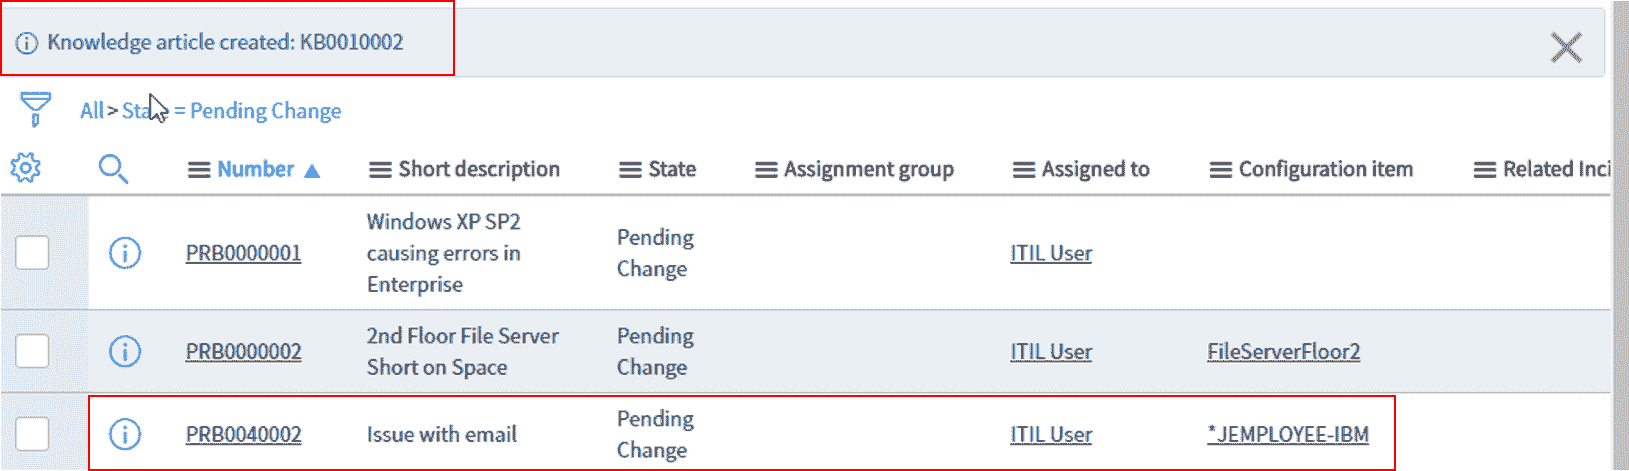 Knowledge article created: KB0010002
All > Sta = Pending Change
Number Short description State Assignment group Assigned to Configuration item Related Inci
Windows XP SP2
causing errors in
Enterprise
Pending
Change
PRB0000001
ITIL User
2nd Floor File Server
Short on Space
Pending
Change
PRB0000002
ITIL User
FileServerFloor2
PRB0040002
Issue with email
Pending
Change
ITIL User
*JEMPLOYEE-IBM